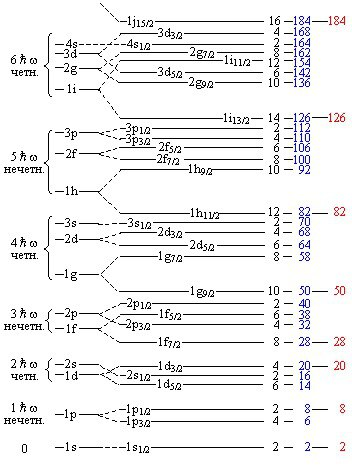 1j15/2 16 184 184
3d3/2 4 168
4s 4s1/2 2 164
3d 2g7/2 8 162
6 ℏ ω 1i11/2 12 154
четн. 2g 3d5/2 6 142
2g9/2 10 136
1i
1i13/2 14 126 126
3p1/2 2 112
3p 3p3/2 4 110
2f5/2 6 106
5 ℏ ω 2f 2f7/2 8 100
нечетн. 1h9/2 10 92
1h
1h11/2 12 82 82
3s 3s1/2 2 70
2d3/2 4 68
4 ℏ ω 2d 2d5/2 6 64
четн. 1g7/2 8 58
1g
1g9/2 10 50 50
2p1/2 2 40
3 ℏ ω 2p 1f5/2 6 38
нечетн. 1f 2p3/2 4 32
1f7/2 8 28 28
2 ℏ ω 2s 1d3/2 4 20 20
четн. 1d 2s1/2 2 16
1d5/2 6 14
1 ℏ ω 1p 1p1/2 2 8 8
нечетн. 1p3/2 4 6
0 1s 1s1/2 2 2 2